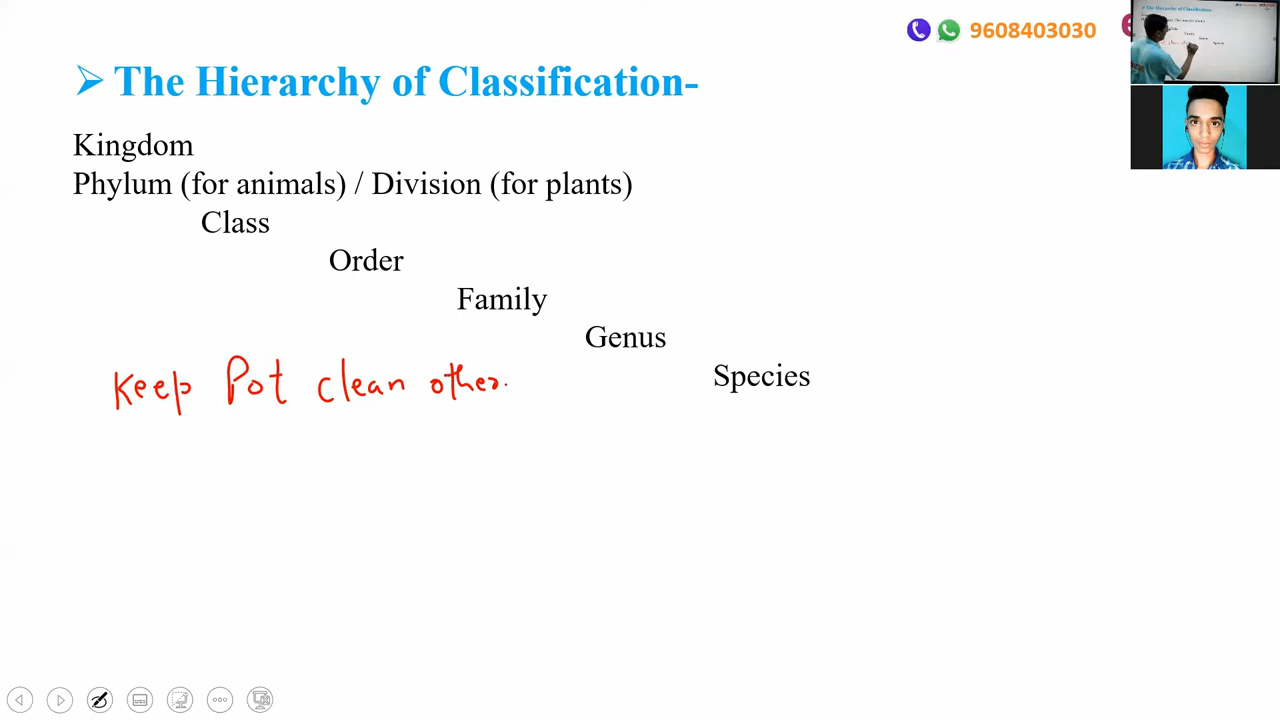 9608403030
The Hierarchy of Classification-
Kingdom
Phylum (for animals) / Division (for plants)
Class
Order
Family
Genus
Species
Keep Pot clean other.